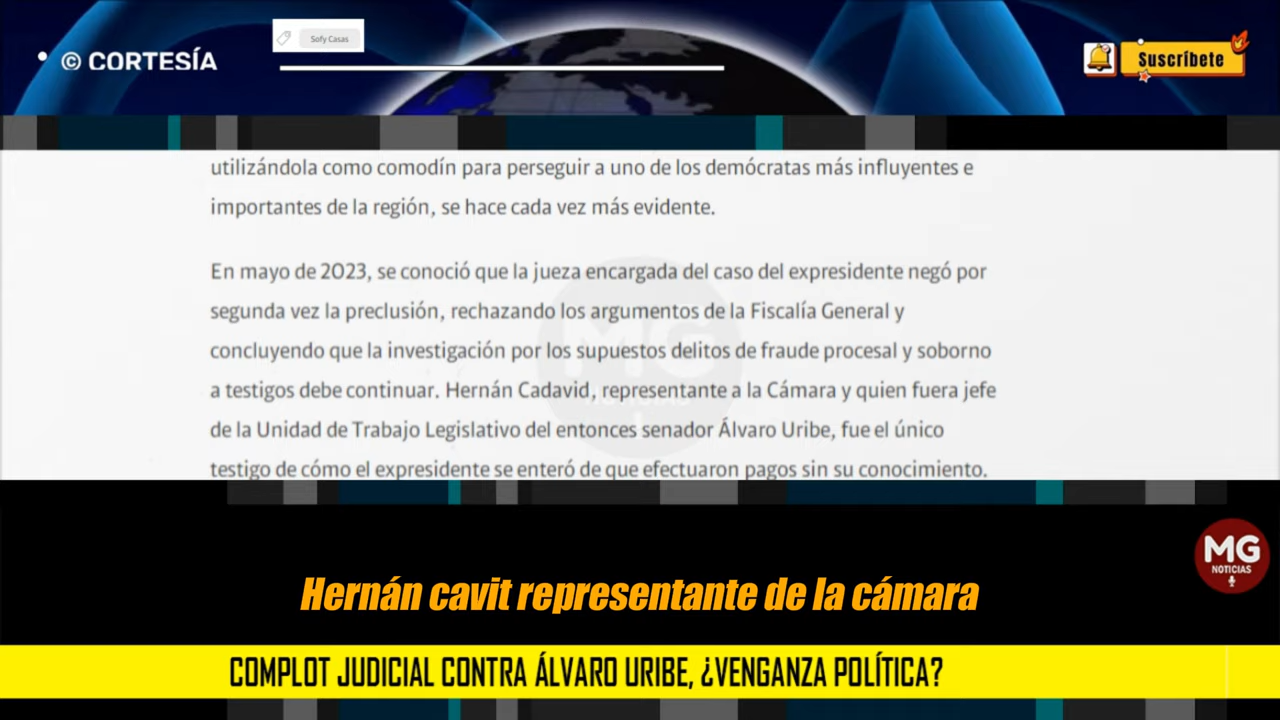 © CORTESÍA
Sofy Casas
Suscríbete
utilizándola como comodín para perseguir a uno de los demócratas más influyentes e
importantes de la región, se hace cada vez más evidente.
En mayo de 2023, se conoció que la jueza encargada del caso del expresidente negó por
segunda vez la preclusión, rechazando los argumentos de la Fiscalía General y
concluyendo que la investigación por los supuestos delitos de fraude procesal y soborno
a testigos debe continuar. Hernán Cadavid, representante a la Cámara y quien fuera jefe
de la Unidad de Trabajo Legislativo del entonces senador Álvaro Uribe, fue el único
testigo de cómo el expresidente se enteró de que efectuaron pagos sin su conocimiento.
MG
NOTICIAS
MG
NOTICIAS
Hernán cavit representante de la cámara
COMPLOT JUDICIAL CONTRA ÁLVARO URIBE, ¿VENGANZA POLÍTICA?